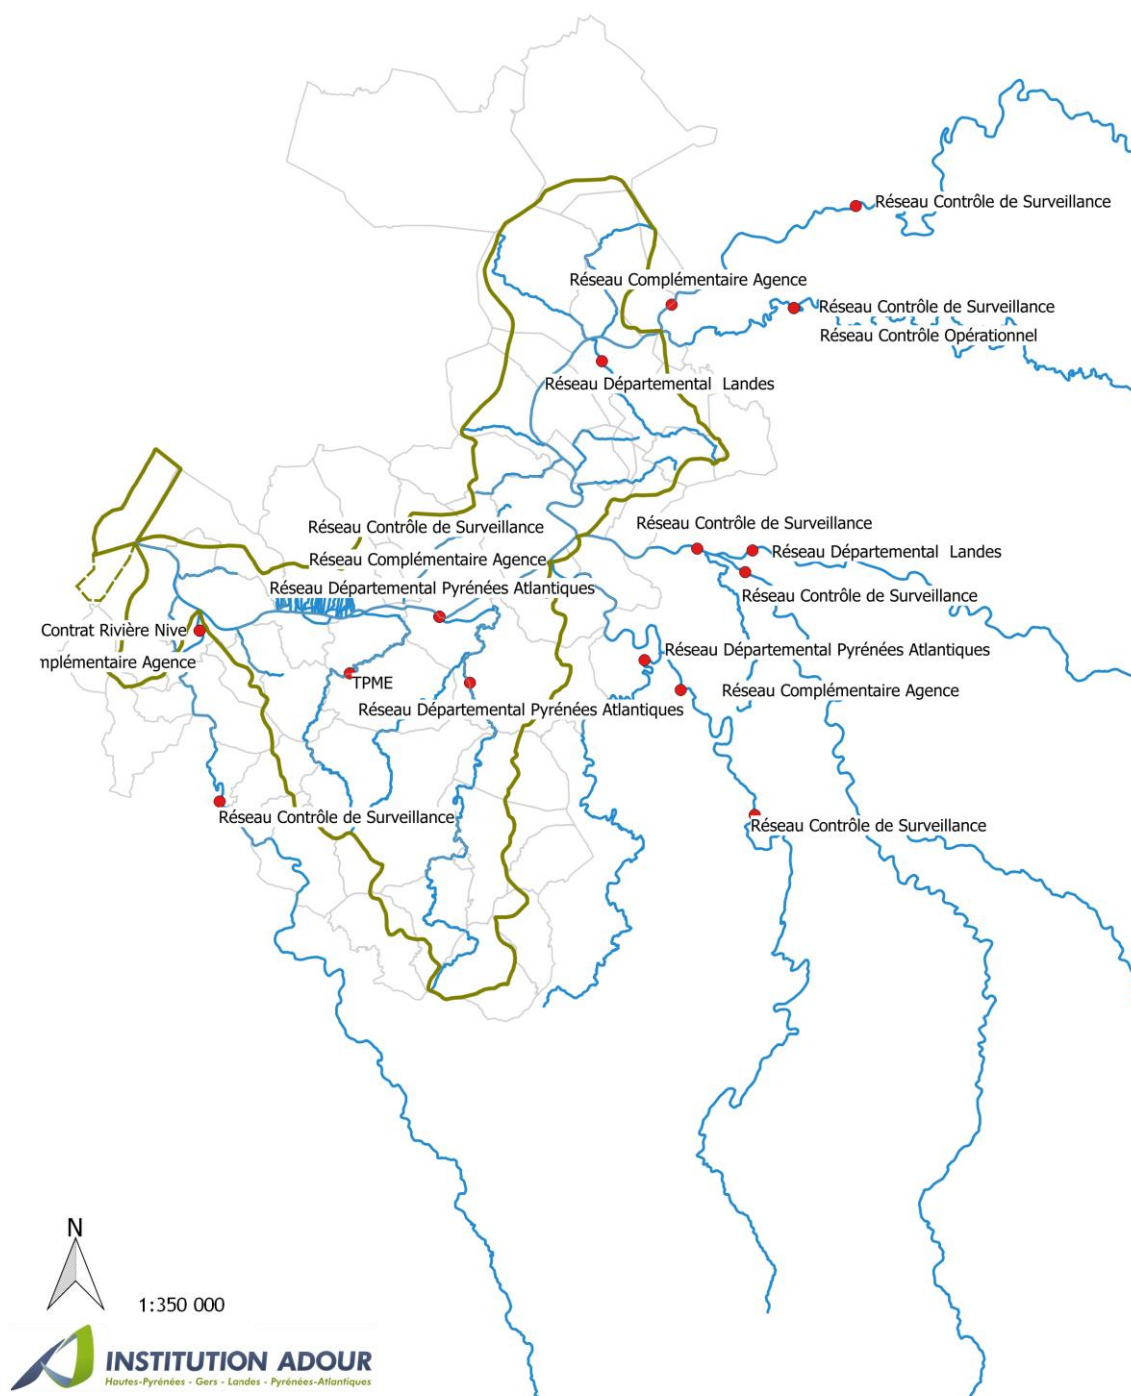 Réseau Contrôle de Surveillance
Réseau Complémentaire Agence
Réseau Contrôle de Surveillance
Réseau Contrôle Opérationnel
Réseau Départemental Landes
Réseau Contrôle de Surveillance
Réseau Contrôle de Surveillance
Réseau Départemental Landes
Réseau Complémentaire Agence
Réseau Départemental Pyrénées Atlantiques
Réseau Contrôle de Surveillance
Contrat Rivière Nive
mplémentaire Agence
Réseau Départemental Pyrénées Atlantiques
TPME
Réseau Complémentaire Agence
Réseau Départemental Pyrénées Atlantiques
Réseau Contrôle de Surveillance
Réseau Contrôle de Surveillance
N
1:350 000
INSTITUTION ADOUR
Hautes-Pyrénées - Gers - Landes - Pyrénées-Atlantiques